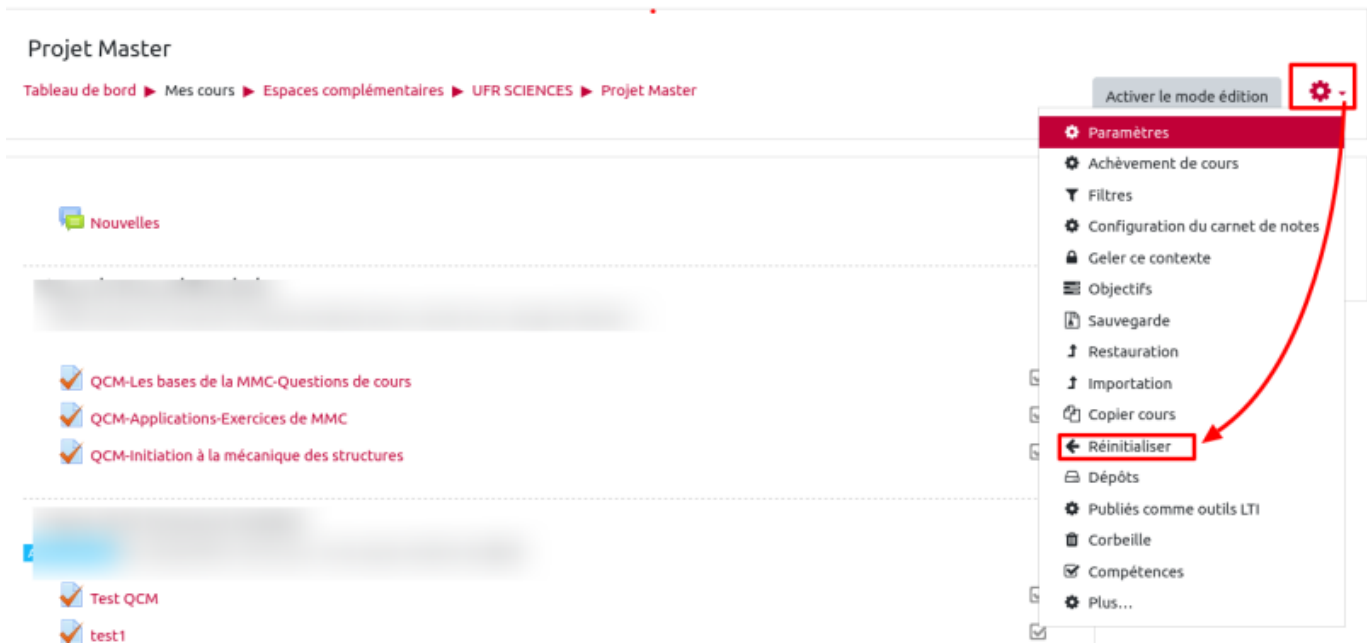 Projet Master
Tableau de bord ▶ Mes cours ▶ Espaces complémentaires ▶ UFR SCIENCES ▶ Projet Master
Activer le mode édition
Paramètres
Achèvement de cours
Filtres
Configuration du carnet de notes
Geler ce contexte
Objectifs
Sauvegarde
Restauration
Importation
Copier cours
Réinitialiser
Dépôts
Publiés comme outils LTI
Corbeille
Compétences
Plus...
Nouvelles
QCM-Les bases de la MMC-Questions de cours
QCM-Applications-Exercices de MMC
QCM-Initiation à la mécanique des structures
Test QCM
test1